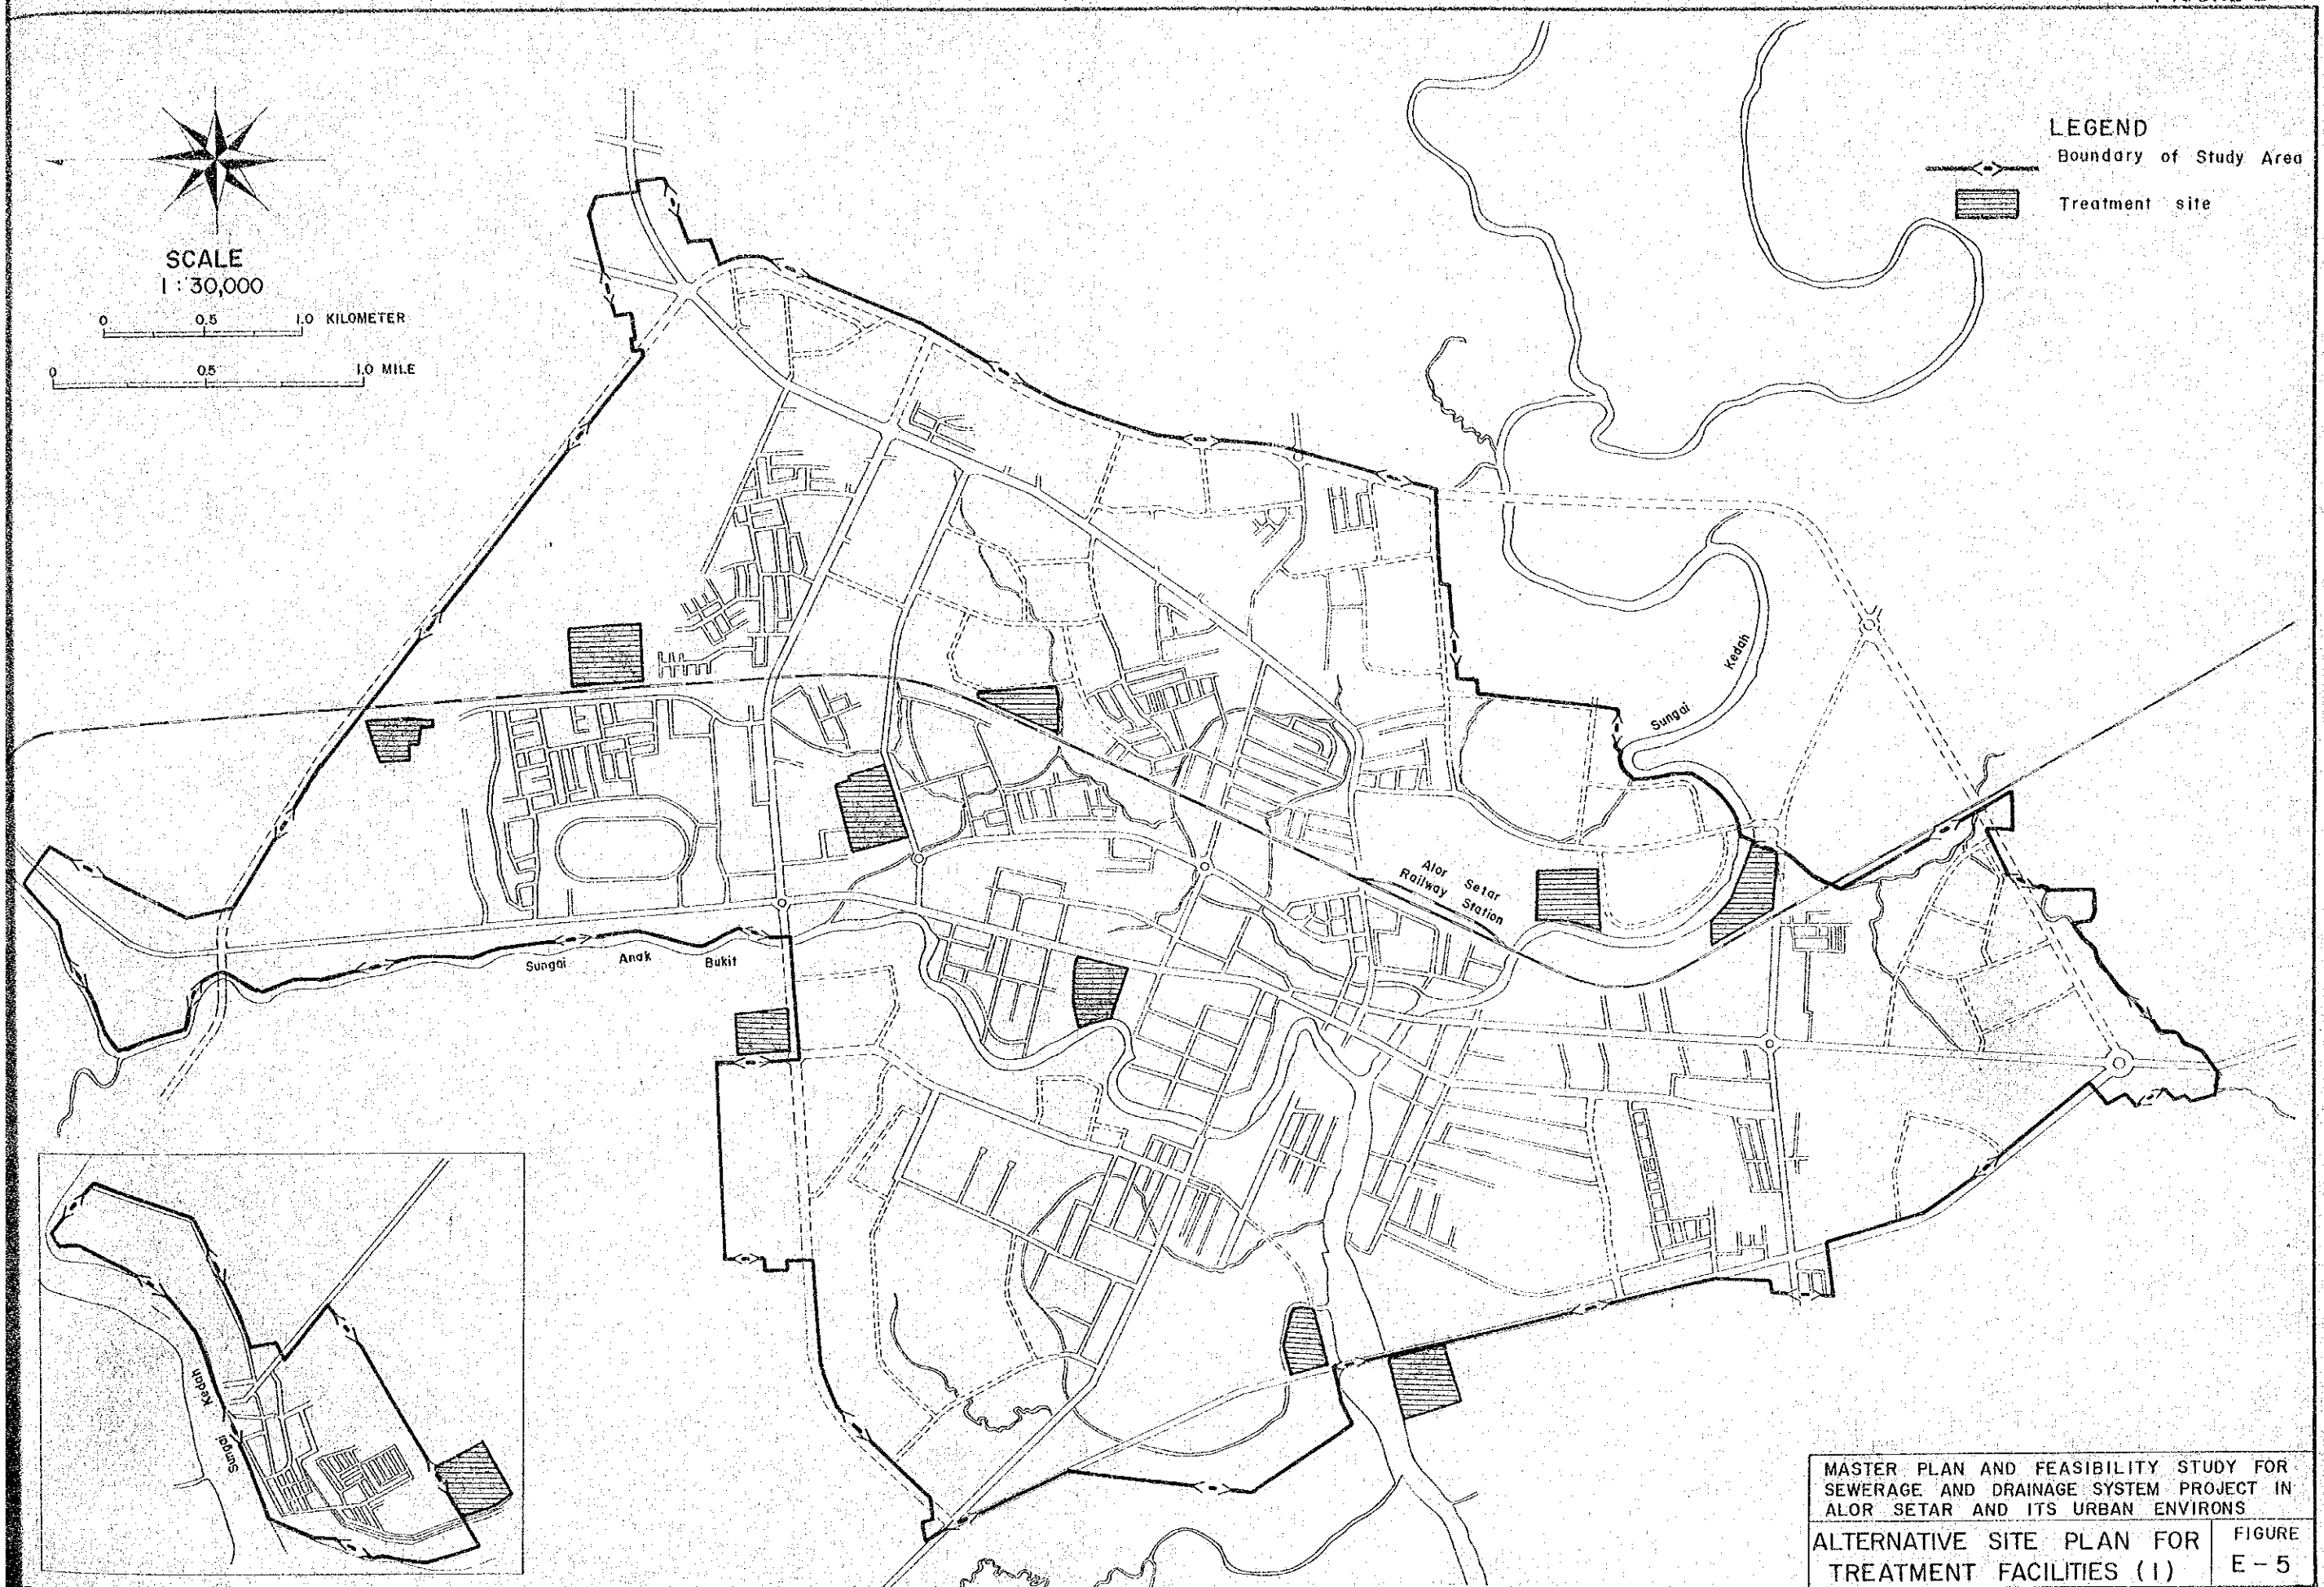 LEGEND
Boundary of Study Area
Treatment site
SCALE
1 : 30,000
0 0.5 1.0 KILOMETER
0 0.5 1.0 MILE
Kedah
Sungai
Alor Setar
Railway Station
Sungai Anak Bukit
Kedah
Sungai
MASTER PLAN AND FEASIBILITY STUDY FOR
SEWERAGE AND DRAINAGE SYSTEM PROJECT IN
ALOR SETAR AND ITS URBAN ENVIRONS
ALTERNATIVE SITE PLAN FOR
TREATMENT FACILITIES (1)
FIGURE
E - 5